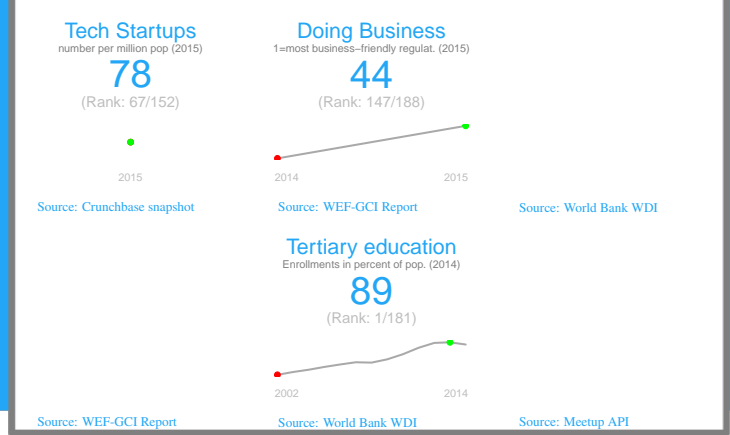 Tech Startups
number per million pop (2015)
78
(Rank: 67/152)
2015
Source: Crunchbase snapshot
Doing Business
1=most business−friendly regulat. (2015)
44
(Rank: 147/188)
2014 2015
Source: WEF-GCI Report
Source: World Bank WDI
Tertiary education
Enrollments in percent of pop. (2014)
89
(Rank: 1/181)
2002 2014
Source: WEF-GCI Report
Source: World Bank WDI
Source: Meetup API